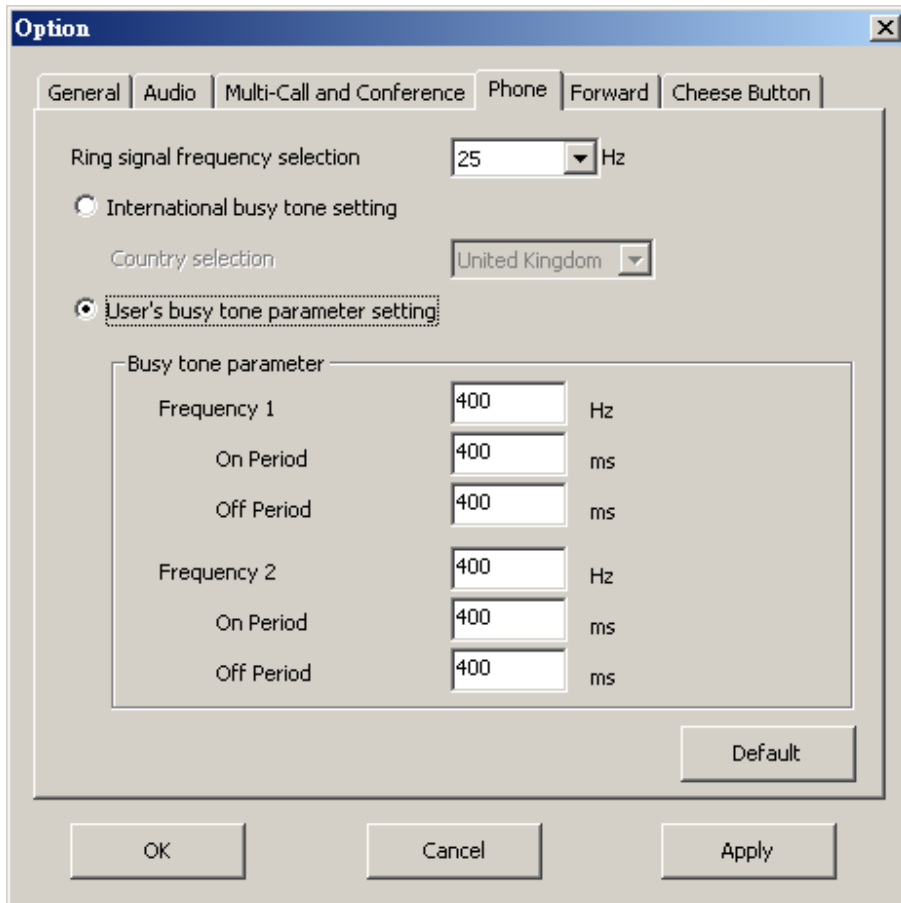 Option
General Audio Multi-Call and Conference Phone Forward Cheese Button
Ring signal frequency selection 25 Hz
International busy tone setting
Country selection United Kingdom
User's busy tone parameter setting
Busy tone parameter
Frequency 1 400 Hz
On Period 400 ms
Off Period 400 ms
Frequency 2 400 Hz
On Period 400 ms
Off Period 400 ms
Default
OK Cancel Apply